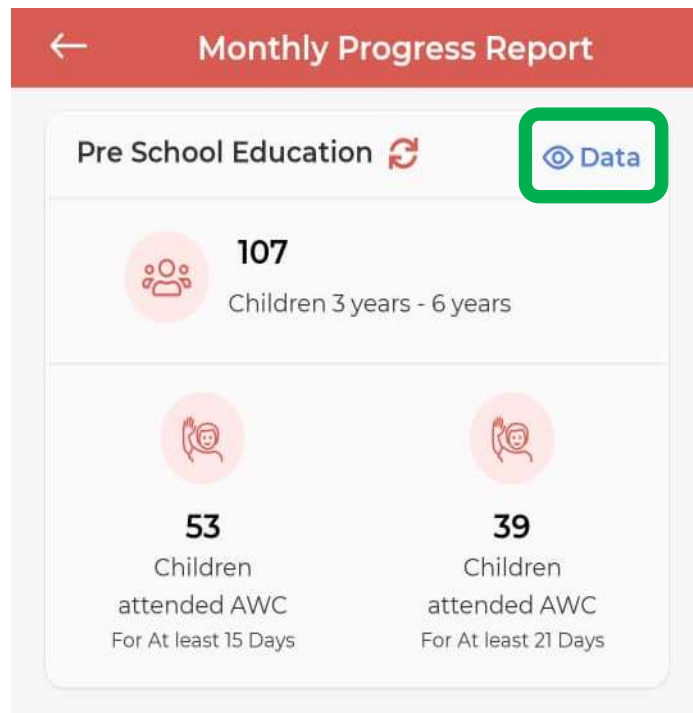 Monthly Progress Report
Pre School Education
Data
107
Children 3 years - 6 years
53
Children
attended AWC
For At least 15 Days
39
Children
attended AWC
For At least 21 Days